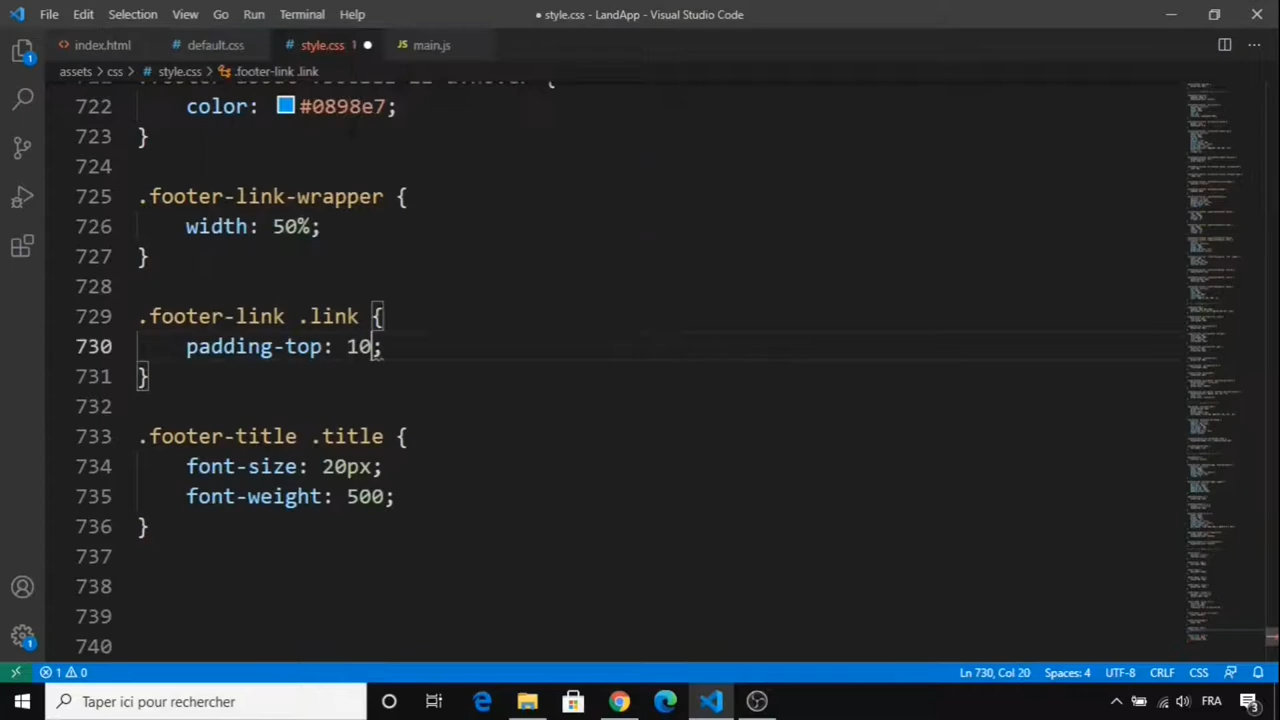 File Edit Selection View Go Run Terminal Help
● style.css - LandApp - Visual Studio Code
index.html default.css style.css 1 ● JS main.js
assets > css > # style.css > .footer-link .link
722 color: #0898e7;
723 }
724
725 .footer-link-wrapper {
726 width: 50%;
727 }
728
729 .footer-link .link {
730 padding-top: 10;
731 }
732
733 .footer-title .title {
734 font-size: 20px;
735 font-weight: 500;
736 }
737
738
739
740
1 0 Ln 730, Col 20 Spaces: 4 UTF-8 CRLF CSS
Taper ici pour rechercher FRA 3